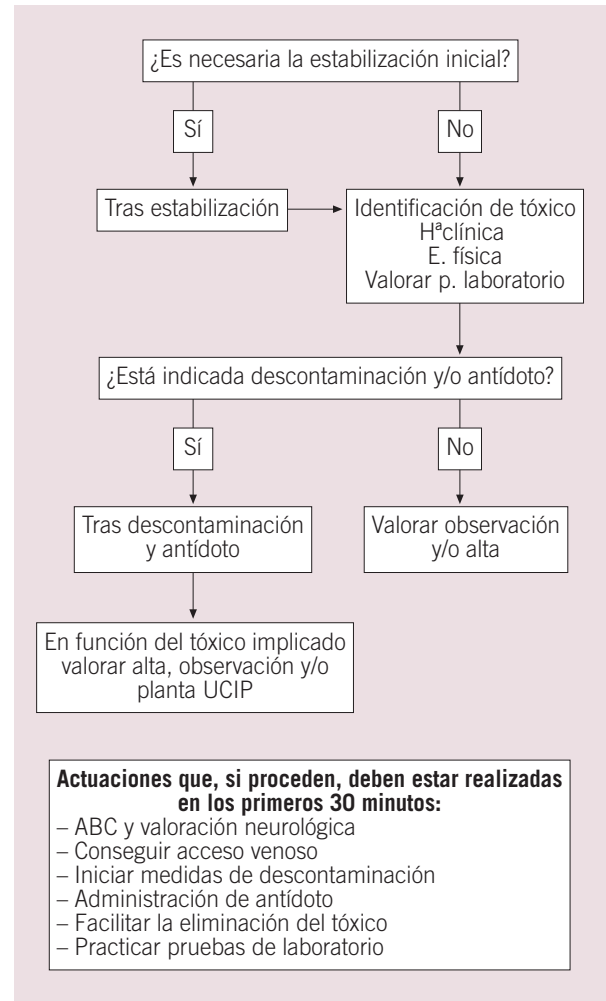 ¿Es necesaria la estabilización inicial?
Sí
No
Tras estabilización
Identificación de tóxico
Hªclínica
E. física
Valorar p. laboratorio
¿Está indicada descontaminación y/o antídoto?
Sí
No
Tras descontaminación
y antídoto
Valorar observación
y/o alta
En función del tóxico implicado
valorar alta, observación y/o
planta UCIP
Actuaciones que, si proceden, deben estar realizadas
en los primeros 30 minutos:
– ABC y valoración neurológica
– Conseguir acceso venoso
– Iniciar medidas de descontaminación
– Administración de antídoto
– Facilitar la eliminación del tóxico
– Practicar pruebas de laboratorio